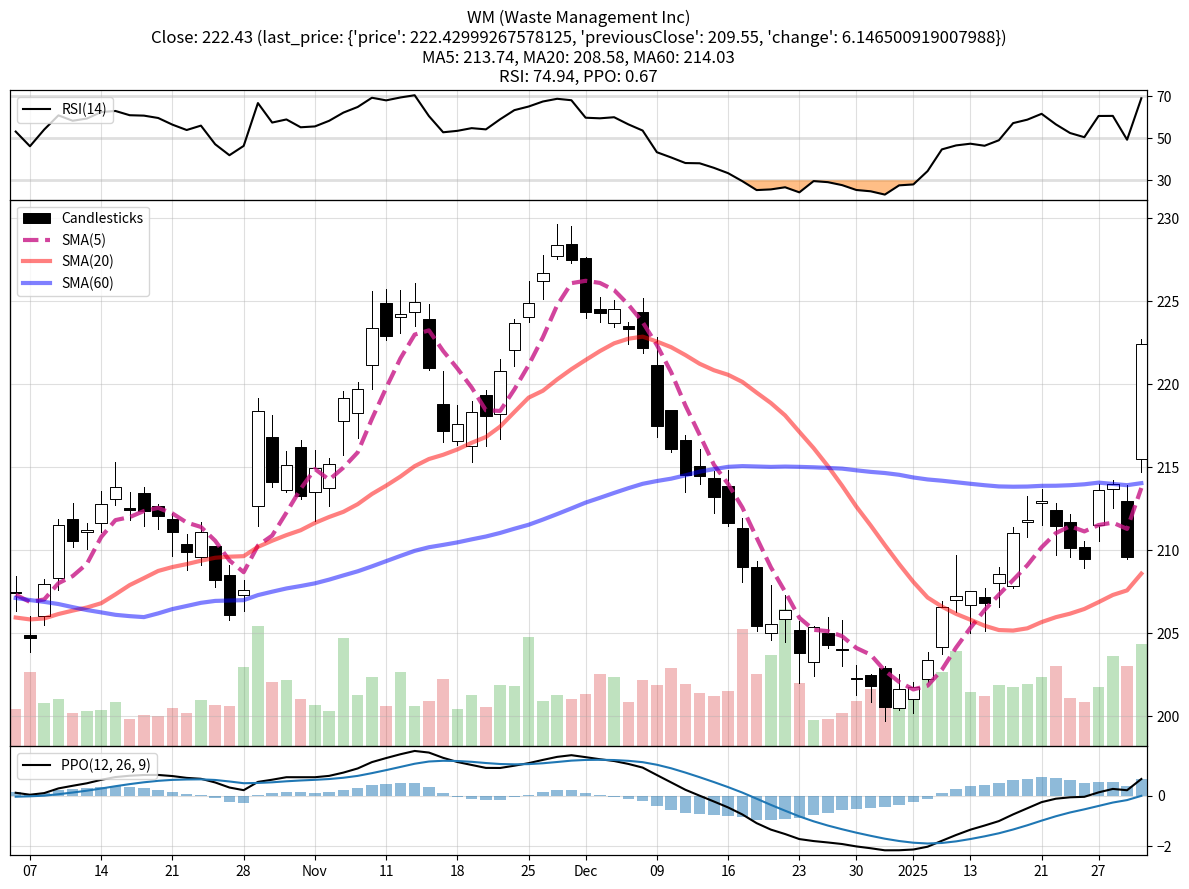 WM (Waste Management Inc)
Close: 222.43 (last_price: {'price': 222.42999267578125, 'previousClose': 209.55, 'change': 6.146500919007988})
MA5: 213.74, MA20: 208.58, MA60: 214.03
RSI: 74.94, PPO: 0.67
RSI(14)
70
50
30
Candlesticks
SMA(5)
SMA(20)
SMA(60)
230
225
220
215
210
205
200
PPO(12, 26, 9)
0
−2
07 14 21 28 Nov 11 18 25 Dec 09 16 23 30 2025 13 21 27